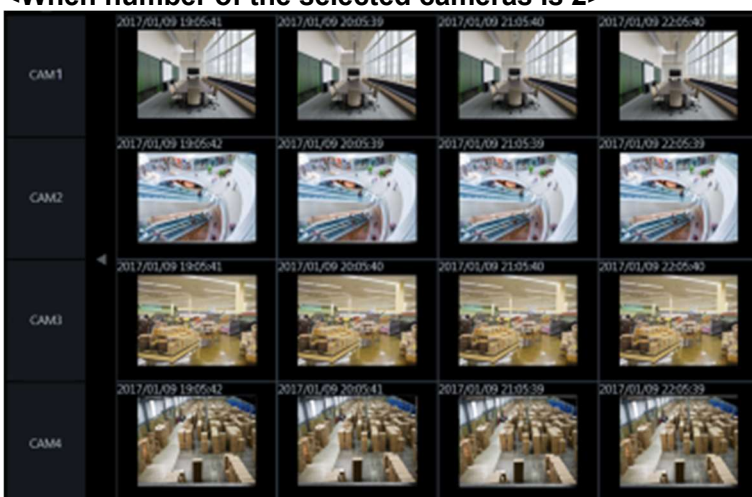 <When number of the selected cameras is 2>
2017/01/09 19:05:41 2017/01/09 20:05:39 2017/01/09 21:05:40 2017/01/09 22:05:40
CAM1
2017/01/09 19:05:42 2017/01/09 20:05:39 2017/01/09 21:05:39 2017/01/09 22:05:39
CAM2
2017/01/09 19:05:41 2017/01/09 20:05:40 2017/01/09 21:05:40 2017/01/09 22:05:40
CAM3
2017/01/09 19:05:42 2017/01/09 20:05:41 2017/01/09 21:05:39 2017/01/09 22:05:39
CAM4